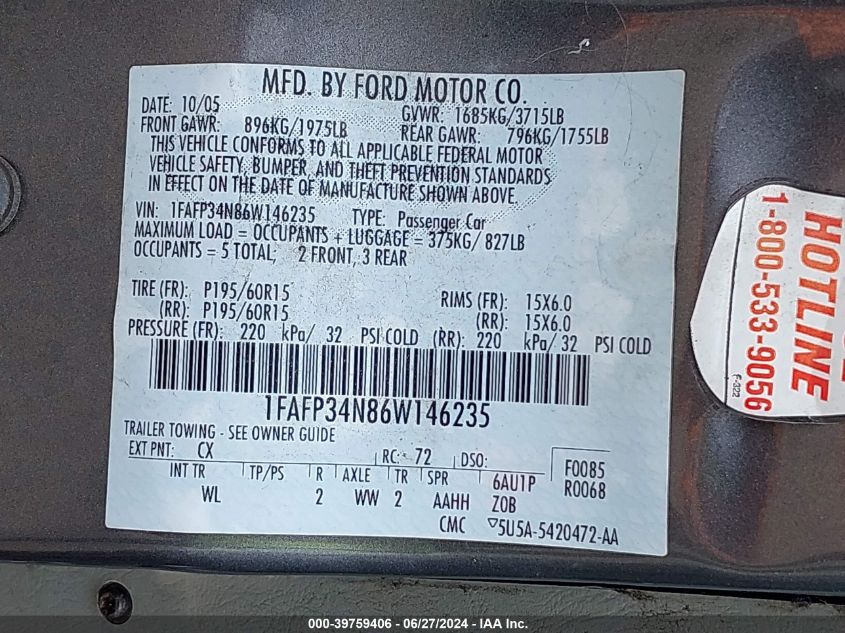 MFD. BY FORD MOTOR CO.
DATE: 10/05 GVWR: 1685KG/3715LB
FRONT GAWR: 896KG/1975LB REAR GAWR: 796KG/1755LB
THIS VEHICLE CONFORMS TO ALL APPLICABLE FEDERAL MOTOR
VEHICLE SAFETY, BUMPER, AND THEFT PREVENTION STANDARDS
IN EFFECT ON THE DATE OF MANUFACTURE SHOWN ABOVE.
VIN: 1FAFP34N86W146235 TYPE: Passenger Car
MAXIMUM LOAD = OCCUPANTS + LUGGAGE = 375KG/ 827LB
OCCUPANTS = 5 TOTAL, 2 FRONT, 3 REAR
TIRE (FR): P195/60R15 RIMS (FR): 15X6.0
(RR): P195/60R15 (RR): 15X6.0
PRESSURE (FR): 220 kPa/ 32 PSI COLD (RR): 220 kPa/ 32 PSI COLD
1FAFP34N86W146235
TRAILER TOWING - SEE OWNER GUIDE
EXT PNT: CX RC: 72 DSO: F0085
INT TR TP/PS R AXLE TR SPR 6AU1P R0068
WL 2 WW 2 AAHH ZOB
CMC ▽5U5A-5420472-AA
HOTLINE
1-800-533-9056
F-323
000-39759406 - 06/27/2024 - IAA Inc.